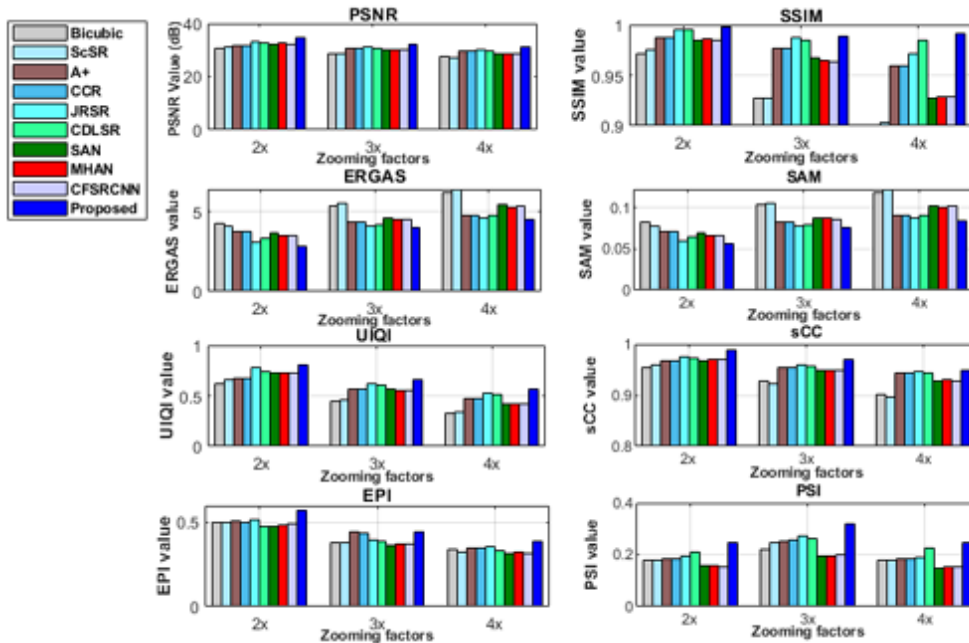 Bicubic
ScSR
A+
CCR
JRSR
CDLSR
SAN
MHAN
CFSRCNN
Proposed
PSNR
PSNR Value (dB)
40
20
0
2x 3x 4x
Zooming factors
SSIM
SSIM value
1
0.95
0.9
2x 3x 4x
Zooming factors
ERGAS
ERGAS value
5
0
2x 3x 4x
Zooming factors
SAM
SAM value
0.1
0.05
0
2x 3x 4x
Zooming factors
UIQI
UIQI value
1
0.5
0
2x 3x 4x
Zooming factors
sCC
sCC value
1
0.9
0.8
2x 3x 4x
Zooming factors
EPI
EPI value
0.5
0
2x 3x 4x
Zooming factors
PSI
PSI value
0.4
0.2
0
2x 3x 4x
Zooming factors